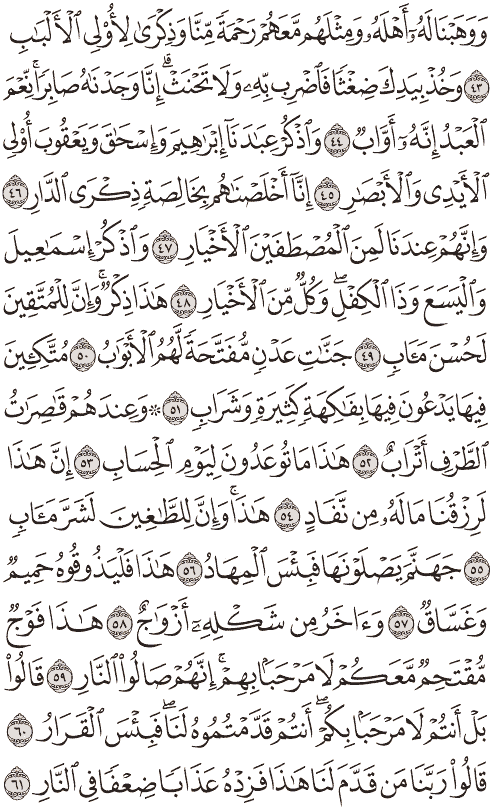 وَوَهَبْنَا لَهُۥٓ أَهْلَهُۥ وَمِثْلَهُم مَّعَهُمْ رَحْمَةً مِّنَّا وَذِكْرَىٰ لِأُو۟لِى ٱلْأَلْبَٰبِ
٤٣ وَخُذْ بِيَدِكَ ضِغْثًا فَٱضْرِب بِّهِۦ وَلَا تَحْنَثْ ۗ إِنَّا وَجَدْنَٰهُ صَابِرًا ۚ نِّعْمَ
ٱلْعَبْدُ ۖ إِنَّهُۥٓ أَوَّابٌ ٤٤ وَٱذْكُرْ عِبَٰدَنَآ إِبْرَٰهِيمَ وَإِسْحَٰقَ وَيَعْقُوبَ أُو۟لِى
ٱلْأَيْدِى وَٱلْأَبْصَٰرِ ٤٥ إِنَّآ أَخْلَصْنَٰهُم بِخَالِصَةٍ ذِكْرَى ٱلدَّارِ ٤٦
وَإِنَّهُمْ عِندَنَا لَمِنَ ٱلْمُصْطَفَيْنَ ٱلْأَخْيَارِ ٤٧ وَٱذْكُرْ إِسْمَٰعِيلَ
وَٱلْيَسَعَ وَذَا ٱلْكِفْلِ ۖ وَكُلٌّ مِّنَ ٱلْأَخْيَارِ ٤٨ هَٰذَا ذِكْرٌ ۚ وَإِنَّ لِلْمُتَّقِينَ
لَحُسْنَ مَـَٔابٍ ٤٩ جَنَّٰتِ عَدْنٍ مُّفَتَّحَةً لَّهُمُ ٱلْأَبْوَٰبُ ٥٠ مُتَّكِـِٔينَ
فِيهَا يَدْعُونَ فِيهَا بِفَٰكِهَةٍ كَثِيرَةٍ وَشَرَابٍ ٥١ ۞ وَعِندَهُمْ قَٰصِرَٰتُ
ٱلطَّرْفِ أَتْرَابٌ ٥٢ هَٰذَا مَا تُوعَدُونَ لِيَوْمِ ٱلْحِسَابِ ٥٣ إِنَّ هَٰذَا
لَرِزْقُنَا مَا لَهُۥ مِن نَّفَادٍ ٥٤ هَٰذَا ۚ وَإِنَّ لِلطَّٰغِينَ لَشَرَّ مَـَٔابٍ
٥٥ جَهَنَّمَ يَصْلَوْنَهَا فَبِئْسَ ٱلْمِهَادُ ٥٦ هَٰذَا فَلْيَذُوقُوهُ حَمِيمٌ
وَغَسَّاقٌ ٥٧ وَءَاخَرُ مِن شَكْلِهِۦٓ أَزْوَٰجٌ ٥٨ هَٰذَا فَوْجٌ
مُّقْتَحِمٌ مَّعَكُمْ ۖ لَا مَرْحَبًۢا بِهِمْ ۚ إِنَّهُمْ صَالُوا۟ ٱلنَّارِ ٥٩ قَالُوا۟
بَلْ أَنتُمْ لَا مَرْحَبًۢا بِكُمْ ۖ أَنتُمْ قَدَّمْتُمُوهُ لَنَا ۖ فَبِئْسَ ٱلْقَرَارُ ٦٠
قَالُوا۟ رَبَّنَا مَن قَدَّمَ لَنَا هَٰذَا فَزِدْهُ عَذَابًا ضِعْفًا فِى ٱلنَّارِ ٦١